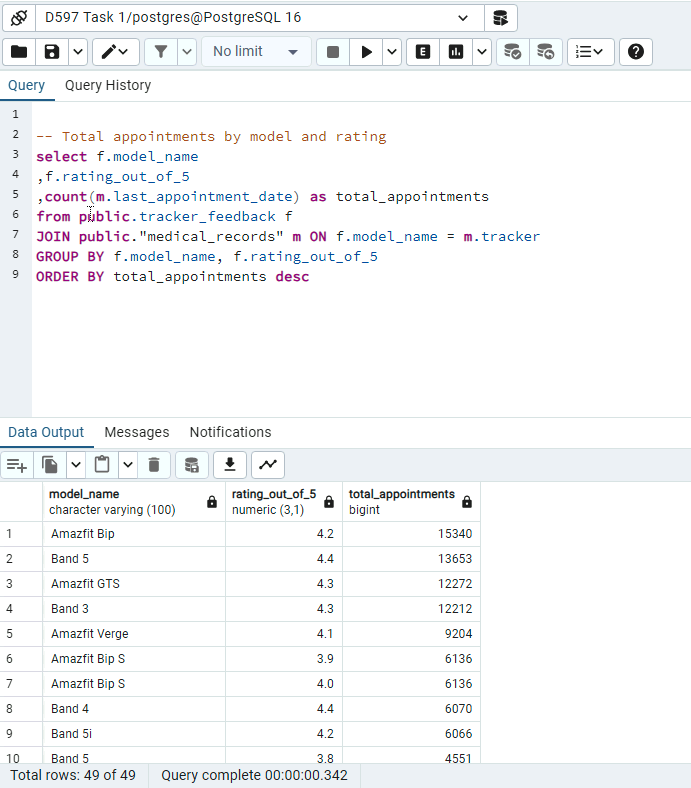 D597 Task 1/postgres@PostgreSQL 16
No limit
E
Query Query History
1
2 -- Total appointments by model and rating
3 select f.model_name
4 ,f.rating_out_of_5
5 ,count(m.last_appointment_date) as total_appointments
6 from public.tracker_feedback f
7 JOIN public."medical_records" m ON f.model_name = m.tracker
8 GROUP BY f.model_name, f.rating_out_of_5
9 ORDER BY total_appointments desc
Data Output Messages Notifications
model_name rating_out_of_5 total_appointments
character varying (100) numeric (3,1) bigint
1 Amazfit Bip 4.2 15340
2 Band 5 4.4 13653
3 Amazfit GTS 4.3 12272
4 Band 3 4.3 12212
5 Amazfit Verge 4.1 9204
6 Amazfit Bip S 3.9 6136
7 Amazfit Bip S 4.0 6136
8 Band 4 4.4 6070
9 Band 5i 4.2 6066
10 Band 5 3.8 4551
Total rows: 49 of 49 Query complete 00:00:00.342